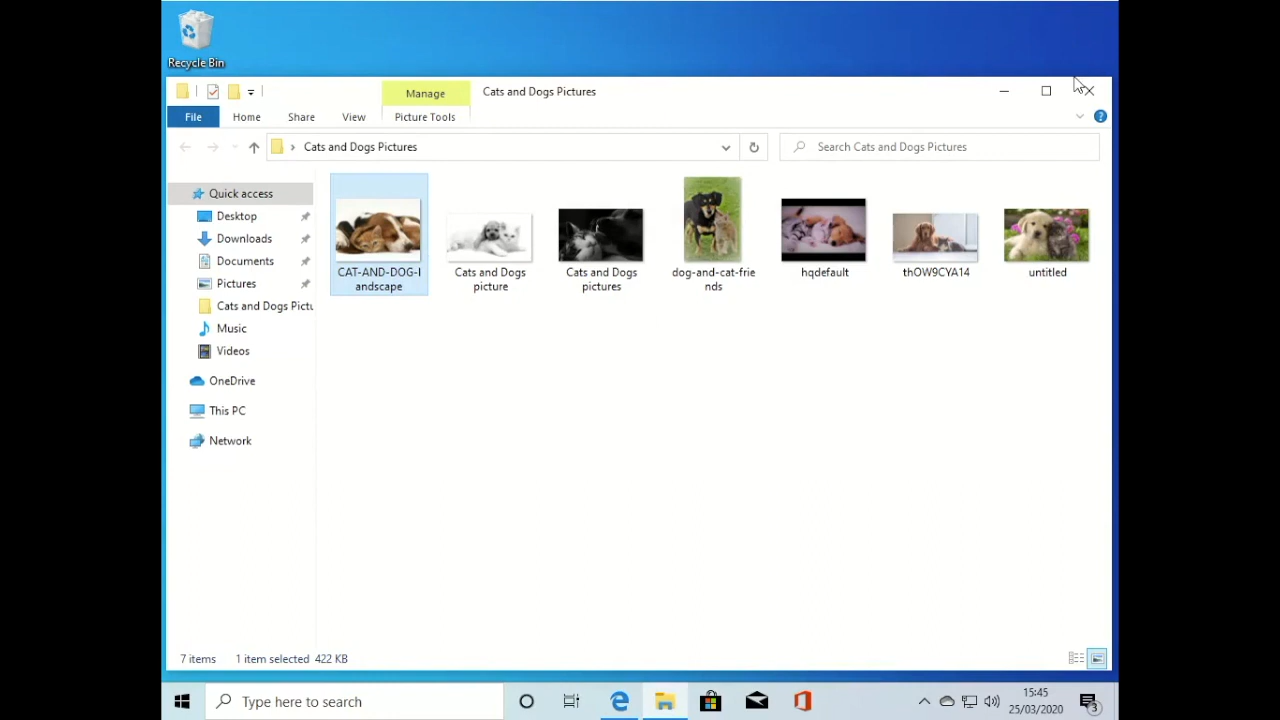 Recycle Bin
Manage
Cats and Dogs Pictures
File
Home
Share
View
Picture Tools
Cats and Dogs Pictures
Search Cats and Dogs Pictures
Quick access
Desktop
Downloads
Documents
Pictures
Cats and Dogs Pictu
Music
Videos
OneDrive
This PC
Network
CAT-AND-DOG-l
andscape
Cats and Dogs
picture
Cats and Dogs
pictures
dog-and-cat-frie
nds
hqdefault
thOW9CYA14
untitled
7 items
1 item selected 422 KB
Type here to search
15:45
25/03/2020
3